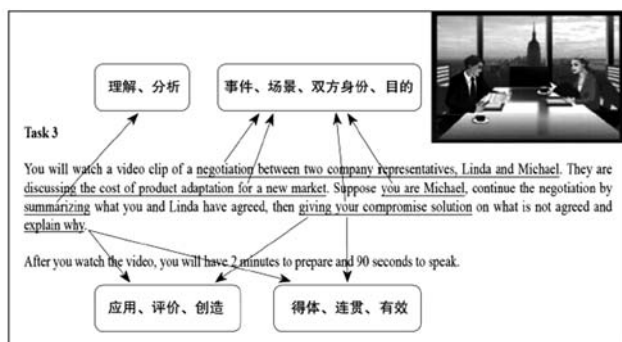 理解、分析
事件、场景、双方身份、目的
Task 3
You will watch a video clip of a negotiation between two company representatives, Linda and Michael. They are
discussing the cost of product adaptation for a new market. Suppose you are Michael, continue the negotiation by
summarizing what you and Linda have agreed, then giving your compromise solution on what is not agreed and
explain why.
After you watch the video, you will have 2 minutes to prepare and 90 seconds to speak.
应用、评价、创造
得体、连贯、有效